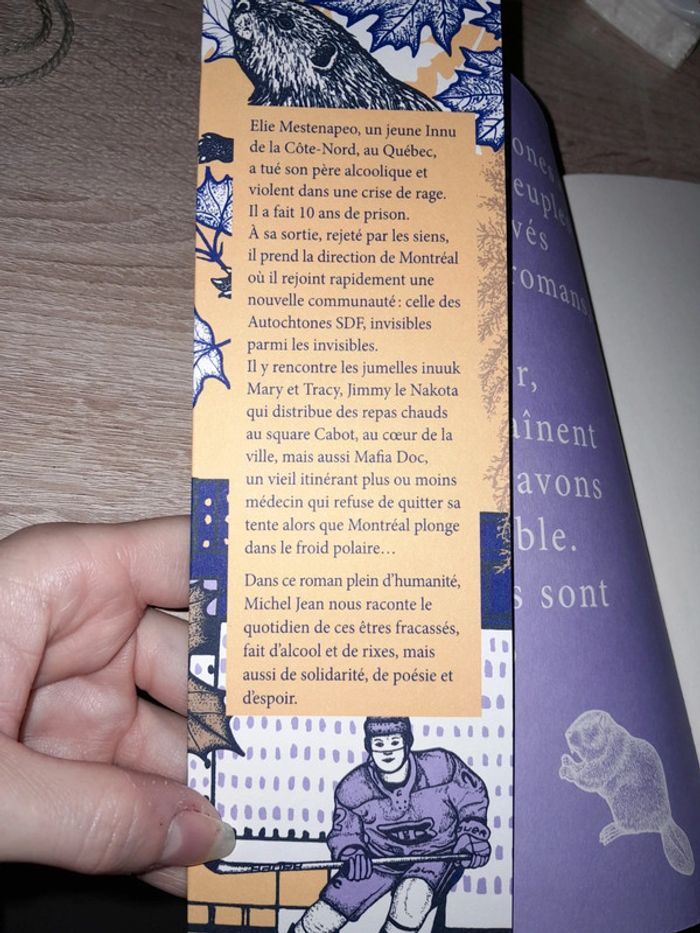 Elie Mestenapeo, un jeune Innu
de la Côte-Nord, au Québec,
a tué son père alcoolique et
violent dans une crise de rage.
Il a fait 10 ans de prison.
À sa sortie, rejeté par les siens,
il prend la direction de Montréal
où il rejoint rapidement une
nouvelle communauté : celle des
Autochtones SDF, invisibles
parmi les invisibles.
Il y rencontre les jumelles inuuk
Mary et Tracy, Jimmy le Nakota
qui distribue des repas chauds
au square Cabot, au cœur de la
ville, mais aussi Mafia Doc,
un vieil itinérant plus ou moins
médecin qui refuse de quitter sa
tente alors que Montréal plonge
dans le froid polaire…
Dans ce roman plein d’humanité,
Michel Jean nous raconte le
quotidien de ces êtres fracassés,
fait d’alcool et de rixes, mais
aussi de solidarité, de poésie et
d’espoir.
romans
avons
sont